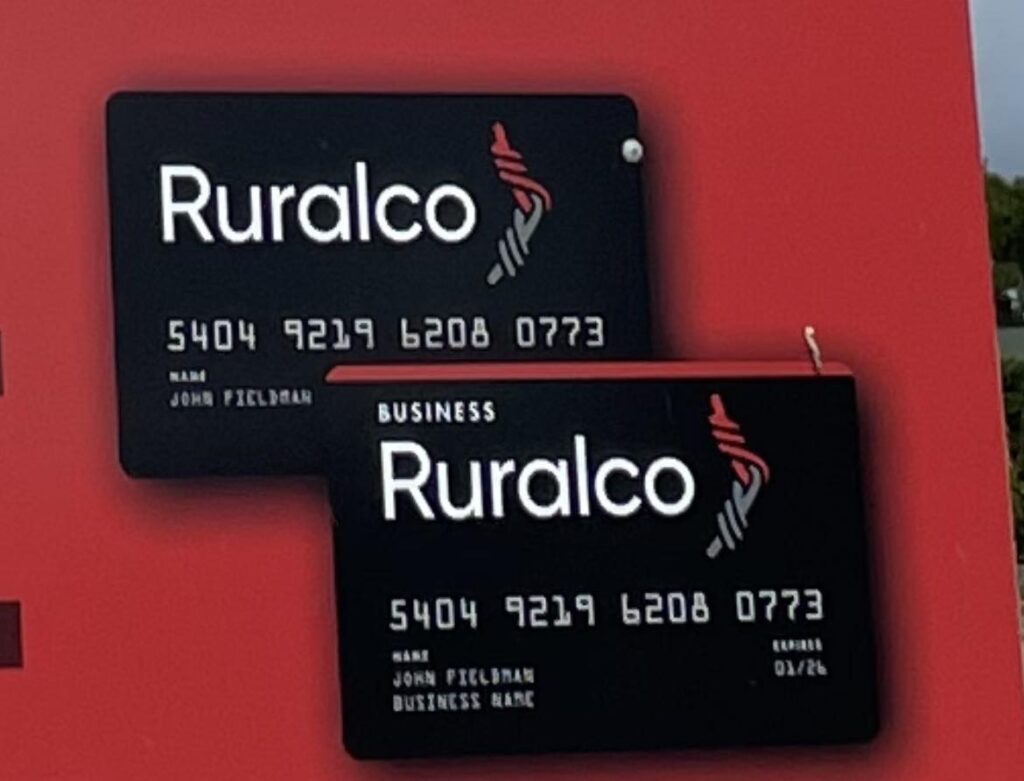 Ruralco
5404 9219 6208 0773
NAME
JOHN FIELDMAN
BUSINESS
Ruralco
5404 9219 6208 0773
NAME
EXPIRES
JOHN FIELDMAN
01/26
BUSINESS NAME